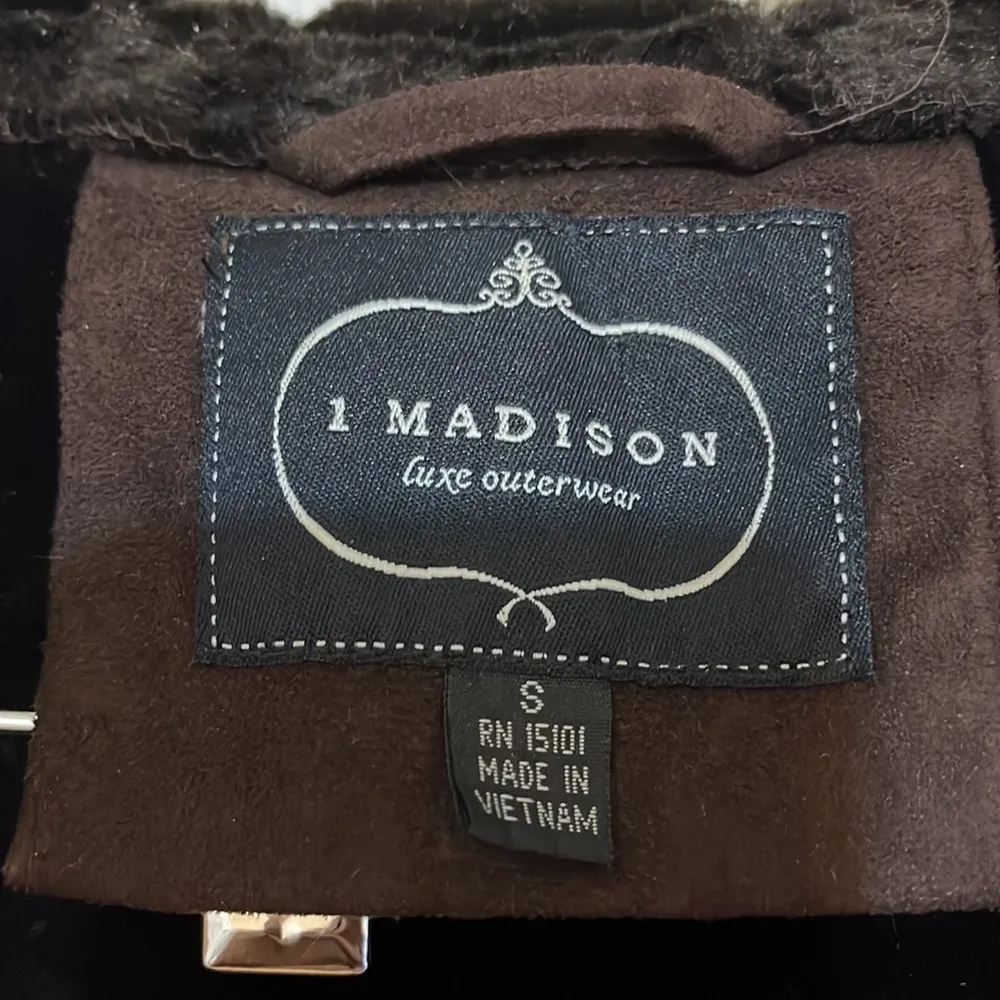 1 MADISON
luxe outerwear
S
RN 15101
MADE IN
VIETNAM